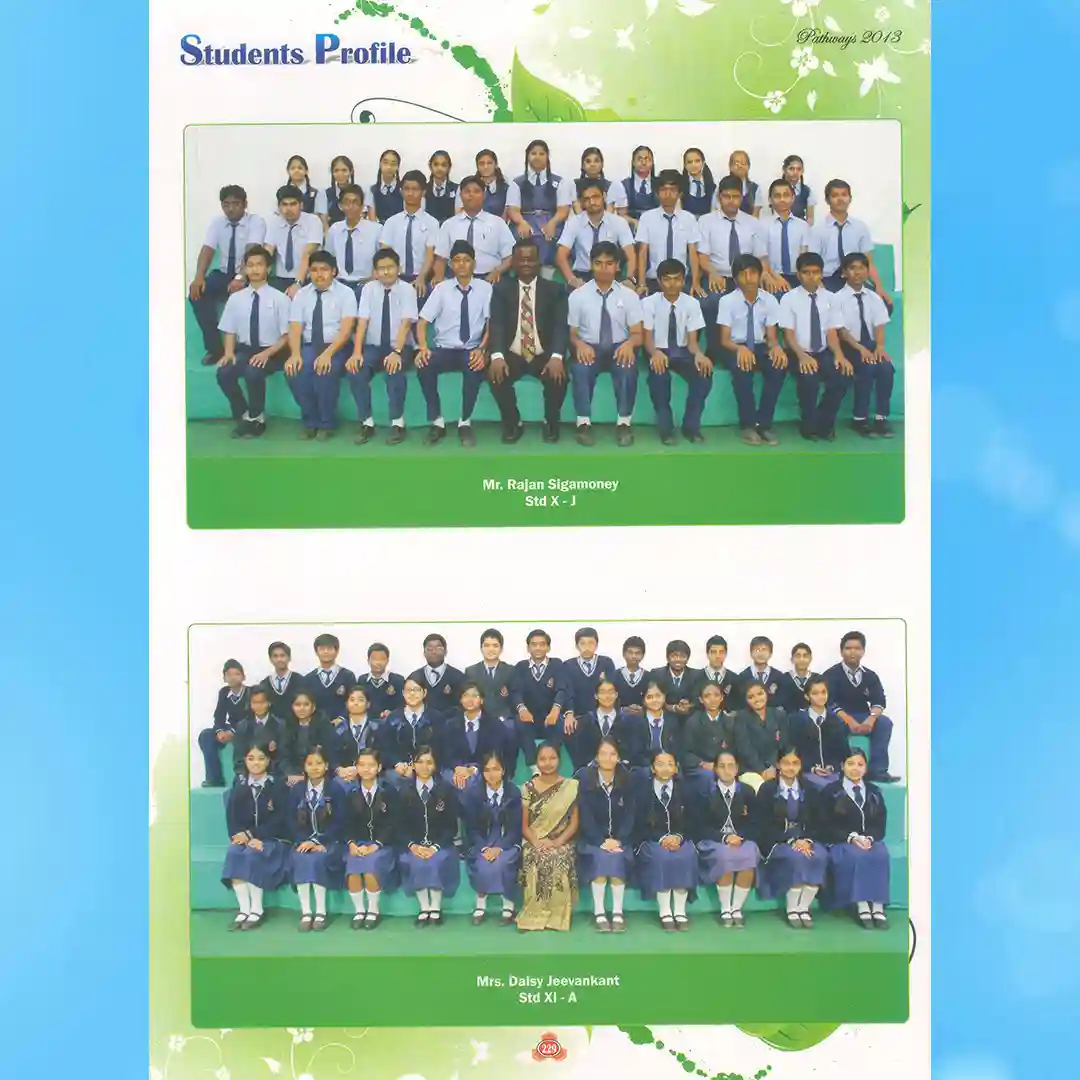 Students Profile
Pathways 2013
Mr. Rajan Sigamoney
Std X - J
Mrs. Daisy Jeevankant
Std XI - A
229